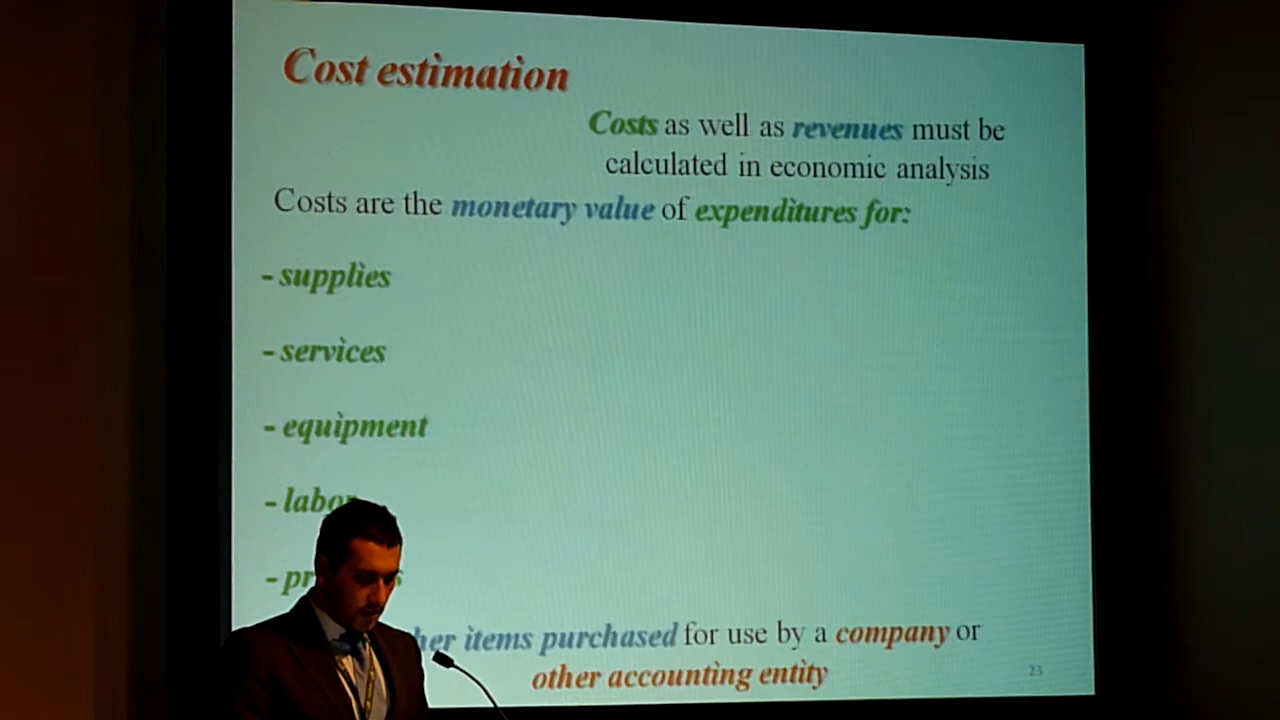 Cost estimation
Costs as well as revenues must be
calculated in economic analysis
Costs are the monetary value of expenditures for:
- supplies
- services
- equipment
- labor
-
items purchased for use by a company or
other accounting entity
23